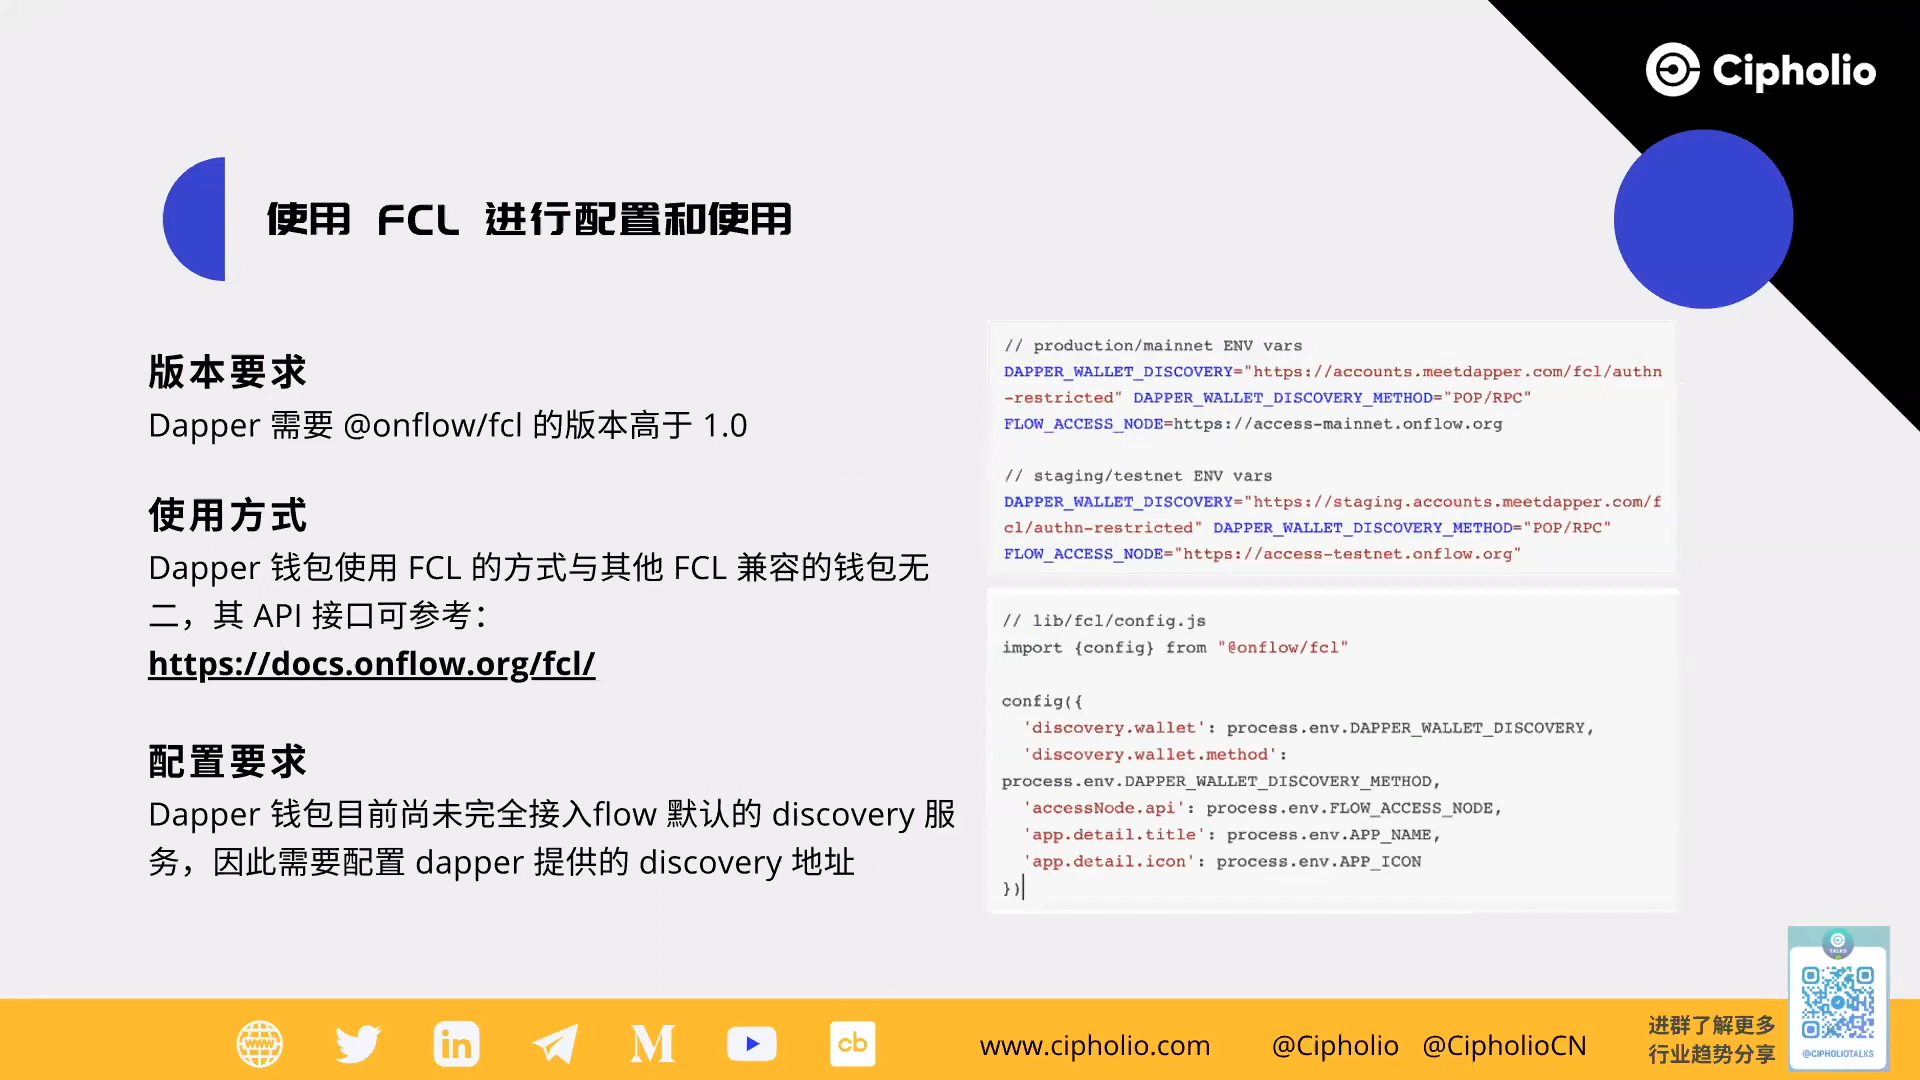 Cipholio
使用 FCL 进行配置和使用
版本要求
Dapper 需要 @onflow/fcl 的版本高于 1.0
使用方式
Dapper 钱包使用 FCL 的方式与其他 FCL 兼容的钱包无
二，其 API 接口可参考：
https://docs.onflow.org/fcl/
配置要求
Dapper 钱包目前尚未完全接入flow 默认的 discovery 服
务，因此需要配置 dapper 提供的 discovery 地址
// production/mainnet ENV vars
DAPPER_WALLET_DISCOVERY="https://accounts.meetdapper.com/fcl/authn
-restricted" DAPPER_WALLET_DISCOVERY_METHOD="POP/RPC"
FLOW_ACCESS_NODE=https://access-mainnet.onflow.org
// staging/testnet ENV vars
DAPPER_WALLET_DISCOVERY="https://staging.accounts.meetdapper.com/f
cl/authn-restricted" DAPPER_WALLET_DISCOVERY_METHOD="POP/RPC"
FLOW_ACCESS_NODE="https://access-testnet.onflow.org"
// lib/fcl/config.js
import {config} from "@onflow/fcl"
config({
'discovery.wallet': process.env.DAPPER_WALLET_DISCOVERY,
'discovery.wallet.method':
process.env.DAPPER_WALLET_DISCOVERY_METHOD,
'accessNode.api': process.env.FLOW_ACCESS_NODE,
'app.detail.title': process.env.APP_NAME,
'app.detail.icon': process.env.APP_ICON
})
www
in
M
cb
www.cipholio.com
@Cipholio
@CipholioCN
进群了解更多
行业趋势分享
TALKS
@CIPHOLIOTALKS